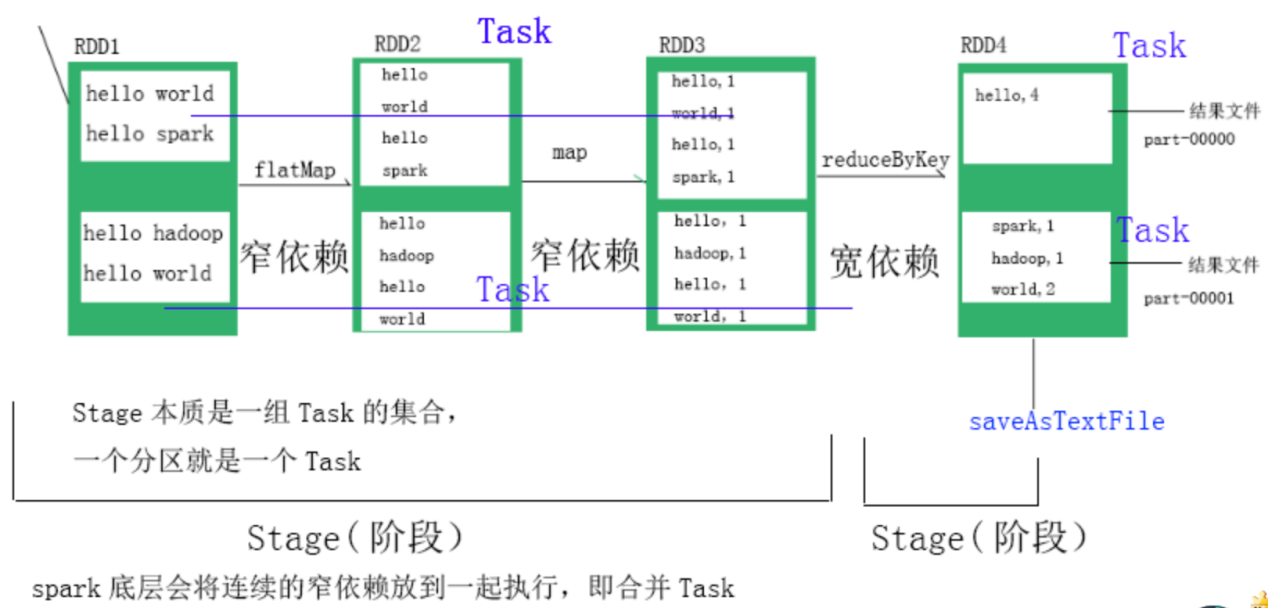 RDD1
hello world
hello spark
hello hadoop
hello world
flatMap
窄依赖
RDD2
Task
hello
world
hello
spark
hello
hadoop
hello
world
Task
map
窄依赖
RDD3
hello,1
world,1
hello,1
spark,1
hello, 1
hadoop,1
hello, 1
world, 1
reduceByKey
宽依赖
RDD4
Task
hello,4
结果文件
part-00000
Task
spark,1
hadoop,1
world,2
结果文件
part-00001
saveAsTextFile
Stage 本质是一组 Task 的集合，
一个分区就是一个 Task
Stage(阶段)
Stage(阶段)
spark 底层会将连续的窄依赖放到一起执行，即合并 Task